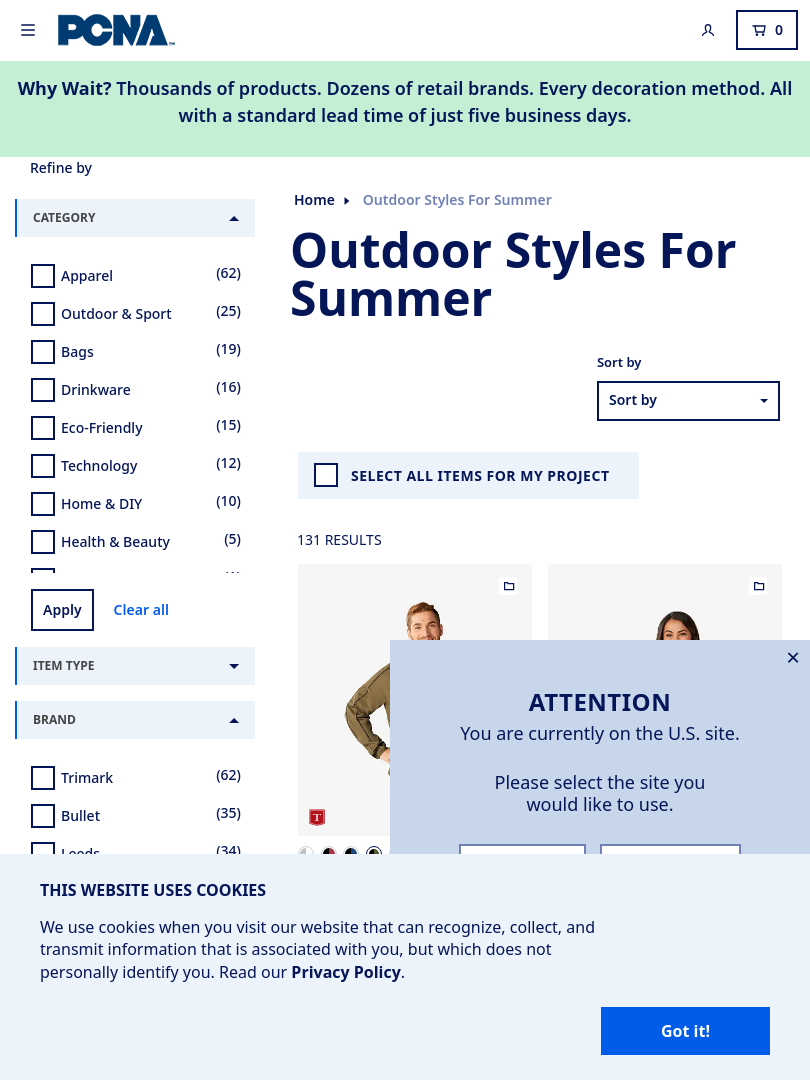 PCNA
0
Why Wait? Thousands of products. Dozens of retail brands. Every decoration method. All
with a standard lead time of just five business days.
Refine by
CATEGORY
Apparel (62)
Outdoor & Sport (25)
Bags (19)
Drinkware (16)
Eco-Friendly (15)
Technology (12)
Home & DIY (10)
Health & Beauty (5)
Apply Clear all
ITEM TYPE
BRAND
Trimark (62)
Bullet (35)
Leeds (34)
Home Outdoor Styles For Summer
Outdoor Styles For
Summer
Sort by
Sort by
SELECT ALL ITEMS FOR MY PROJECT
131 RESULTS
T
ATTENTION
You are currently on the U.S. site.
Please select the site you
would like to use.
THIS WEBSITE USES COOKIES
We use cookies when you visit our website that can recognize, collect, and
transmit information that is associated with you, but which does not
personally identify you. Read our Privacy Policy.
Got it!